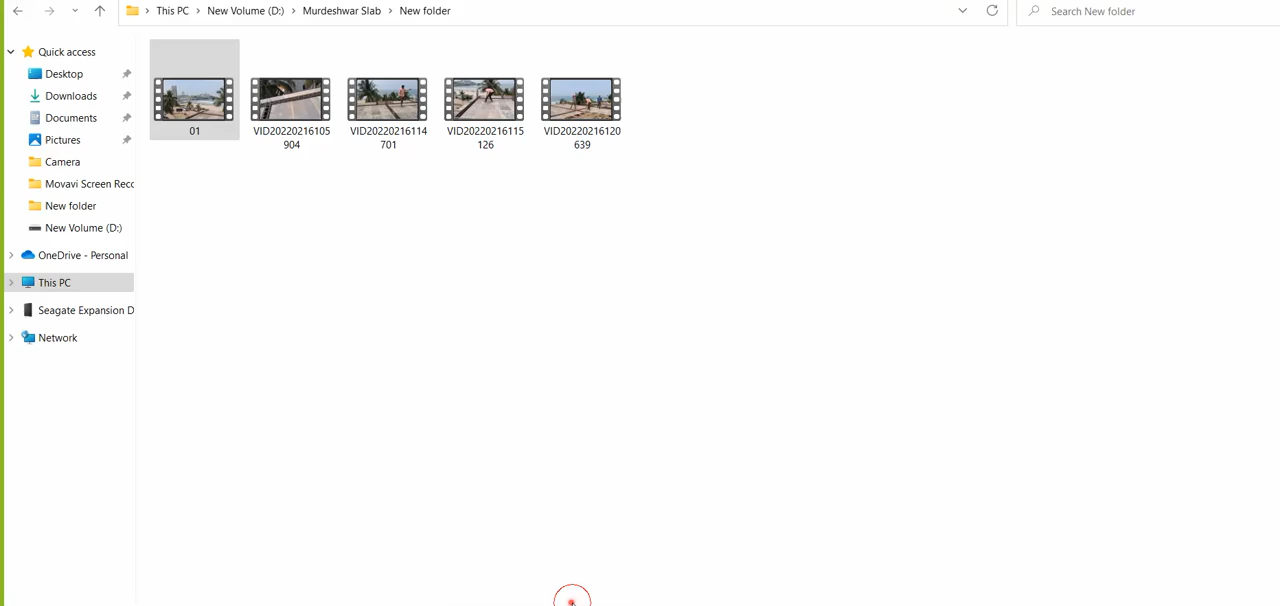 This PC > New Volume (D:) > Murdeshwar Slab > New folder
Search New folder
Quick access
Desktop
Downloads
Documents
Pictures
Camera
Movavi Screen Reco
New folder
New Volume (D:)
OneDrive - Personal
This PC
Seagate Expansion D
Network
01
VID20220216105
904
VID20220216114
701
VID20220216115
126
VID20220216120
639